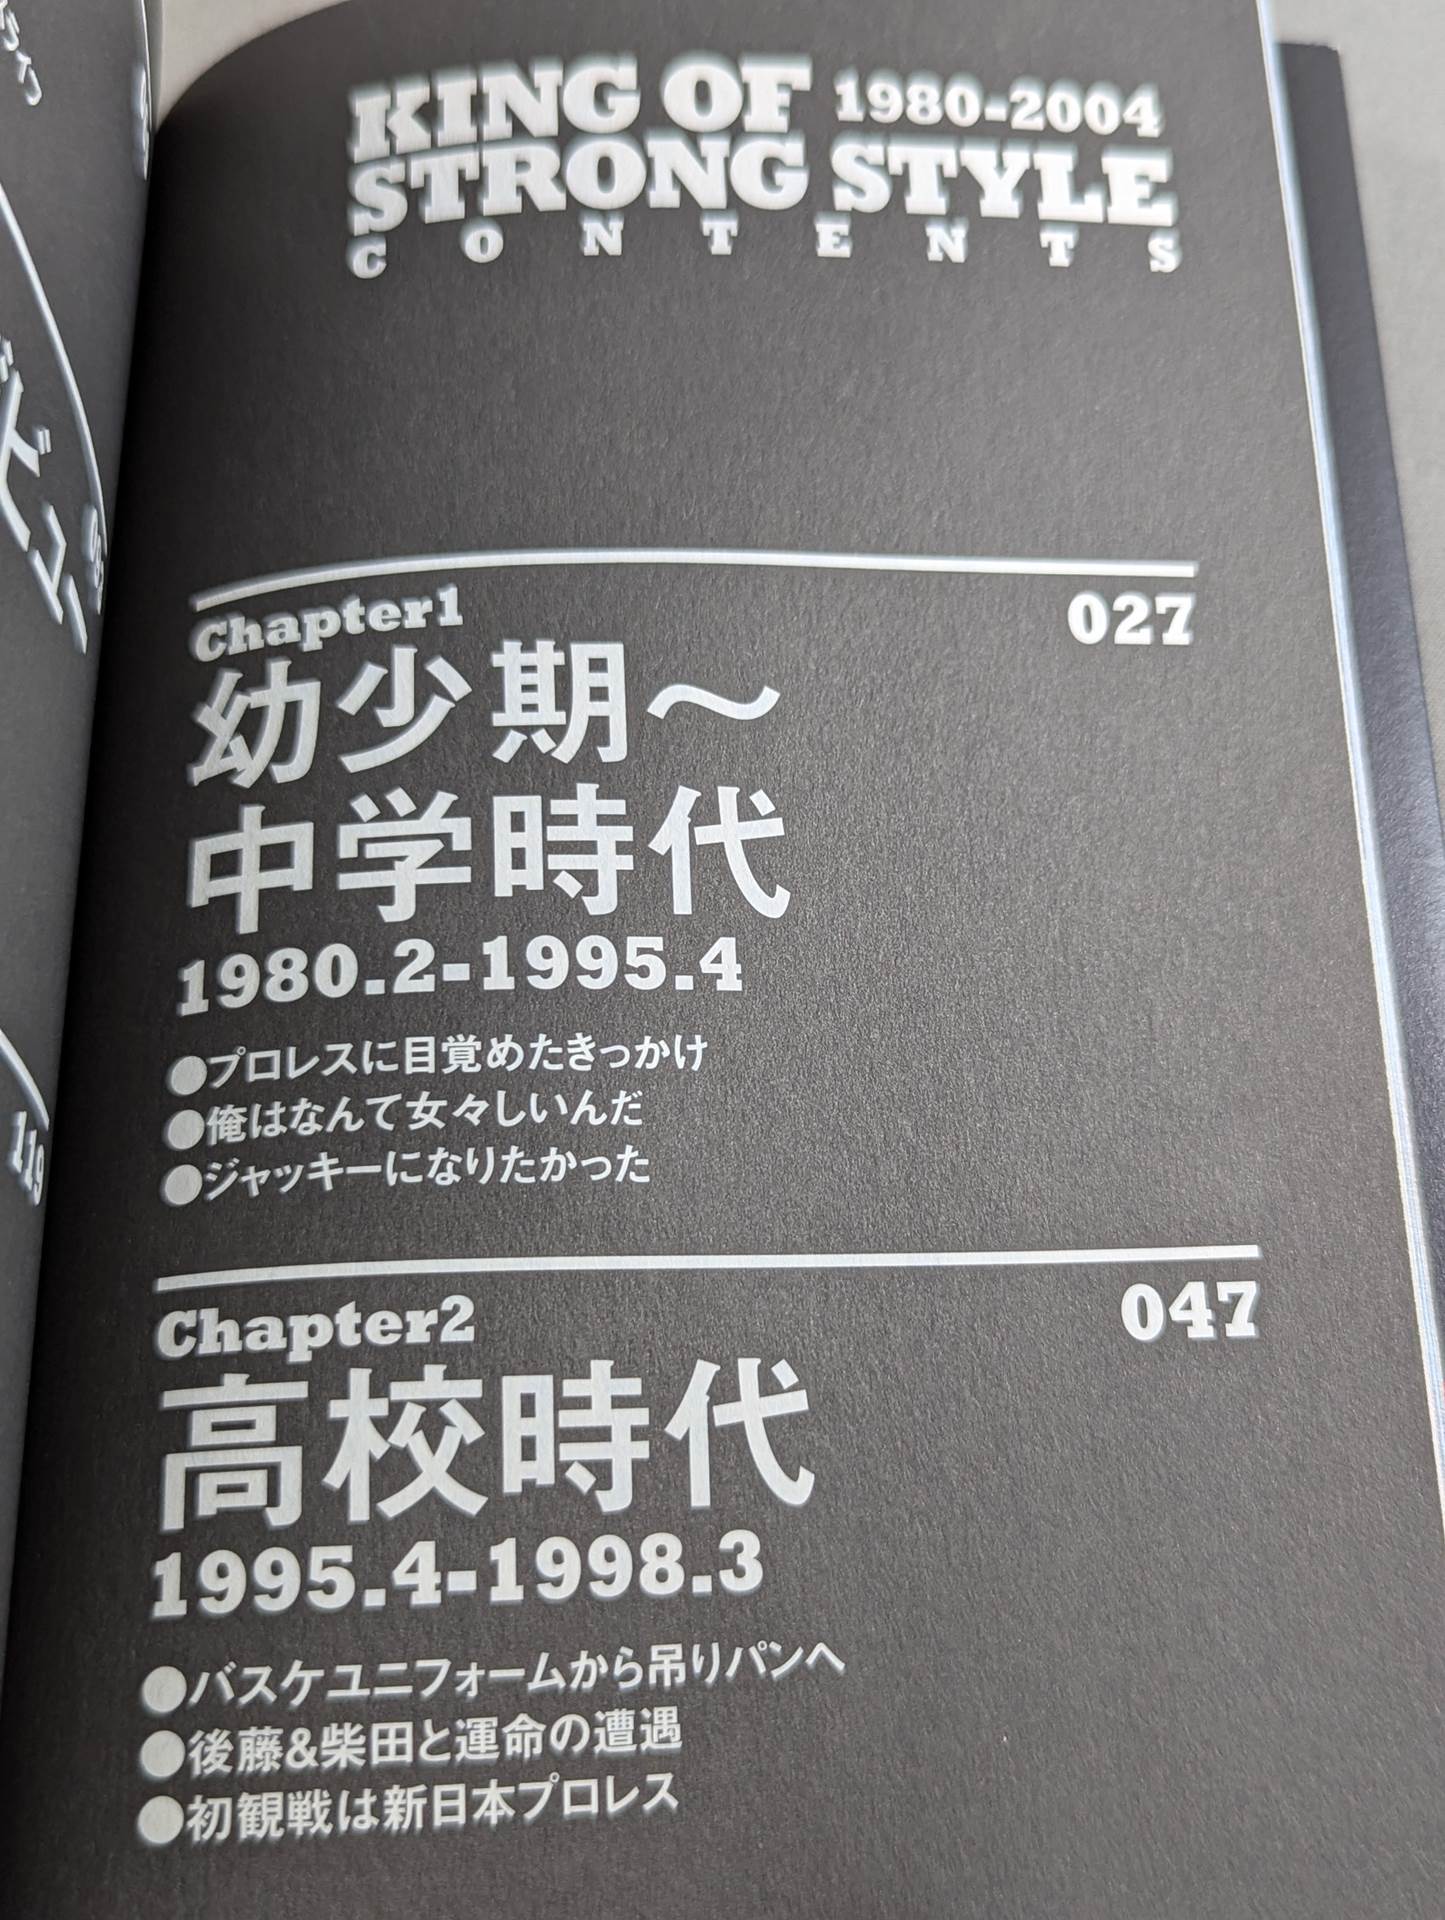 KING OF 1980-2004
STRONG STYLE
CONTENTS
Chapter1 027
幼少期〜
中学時代
1980.2-1995.4
●プロレスに目覚めたきっかけ
●俺はなんて女々しいんだ
●ジャッキーになりたかった
Chapter2 047
高校時代
1995.4-1998.3
●バスケユニフォームから吊りパンへ
●後藤&柴田と運命の遭遇
●初観戦は新日本プロレス
119